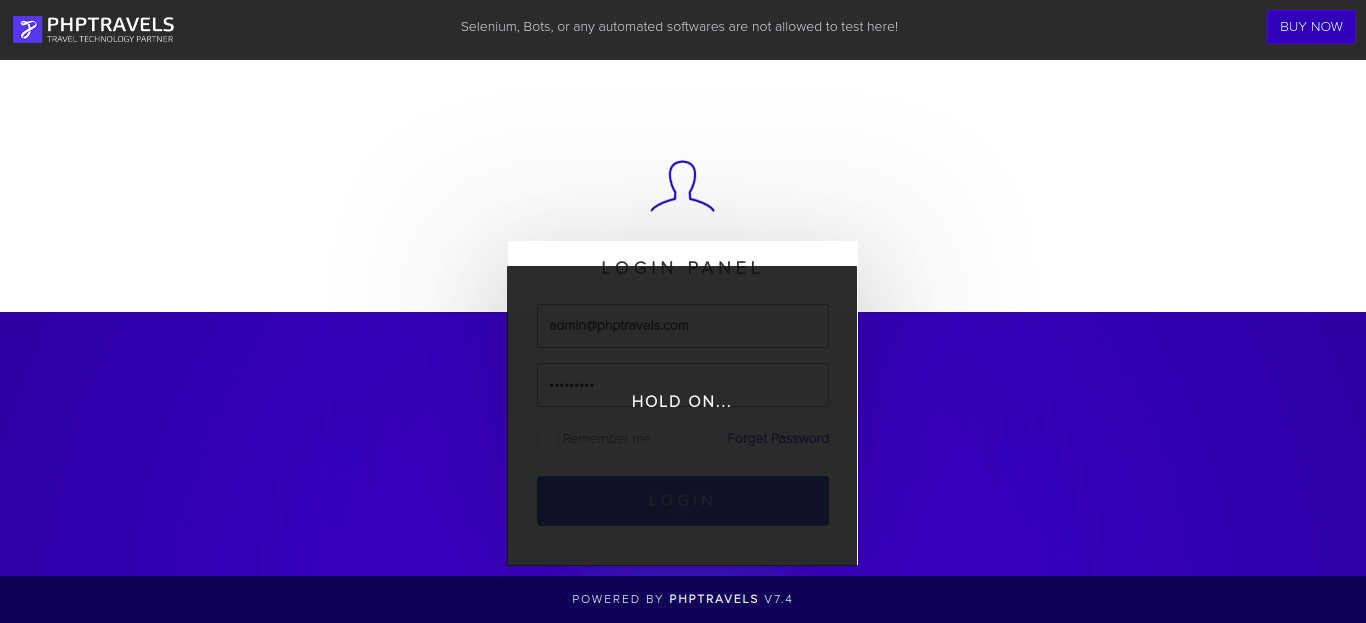 PHPTRAVELS
TRAVEL TECHNOLOGY PARTNER
Selenium, Bots, or any automated softwares are not allowed to test here!
BUY NOW
LOGIN PANEL
admin@phptravels.com
•••••••••
HOLD ON...
Remember me
Forget Password
LOGIN
POWERED BY PHPTRAVELS V7.4